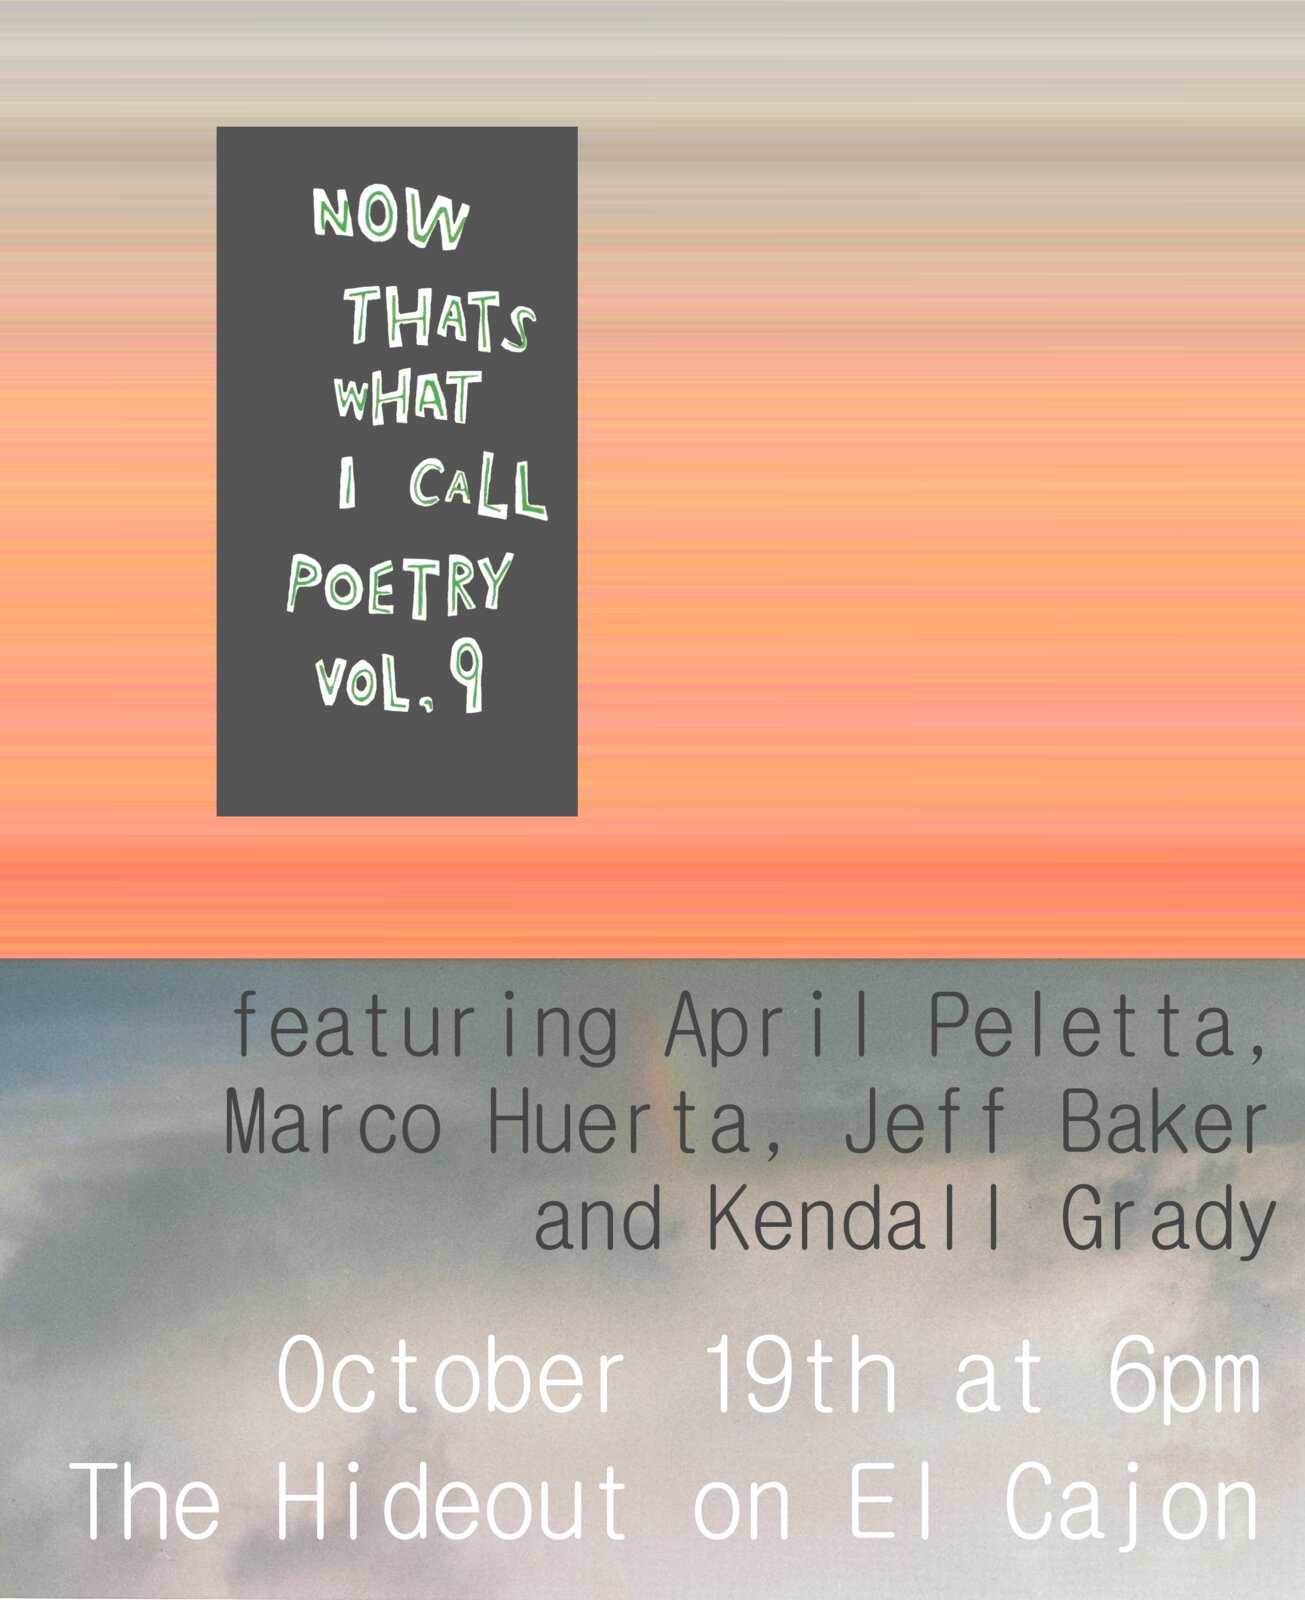 NOW
THATS
WHAT
I CALL
POETRY
VOL. 9
featuring April Peletta,
Marco Huerta, Jeff Baker
and Kendall Grady
October 19th at 6pm
The Hideout on El Cajon